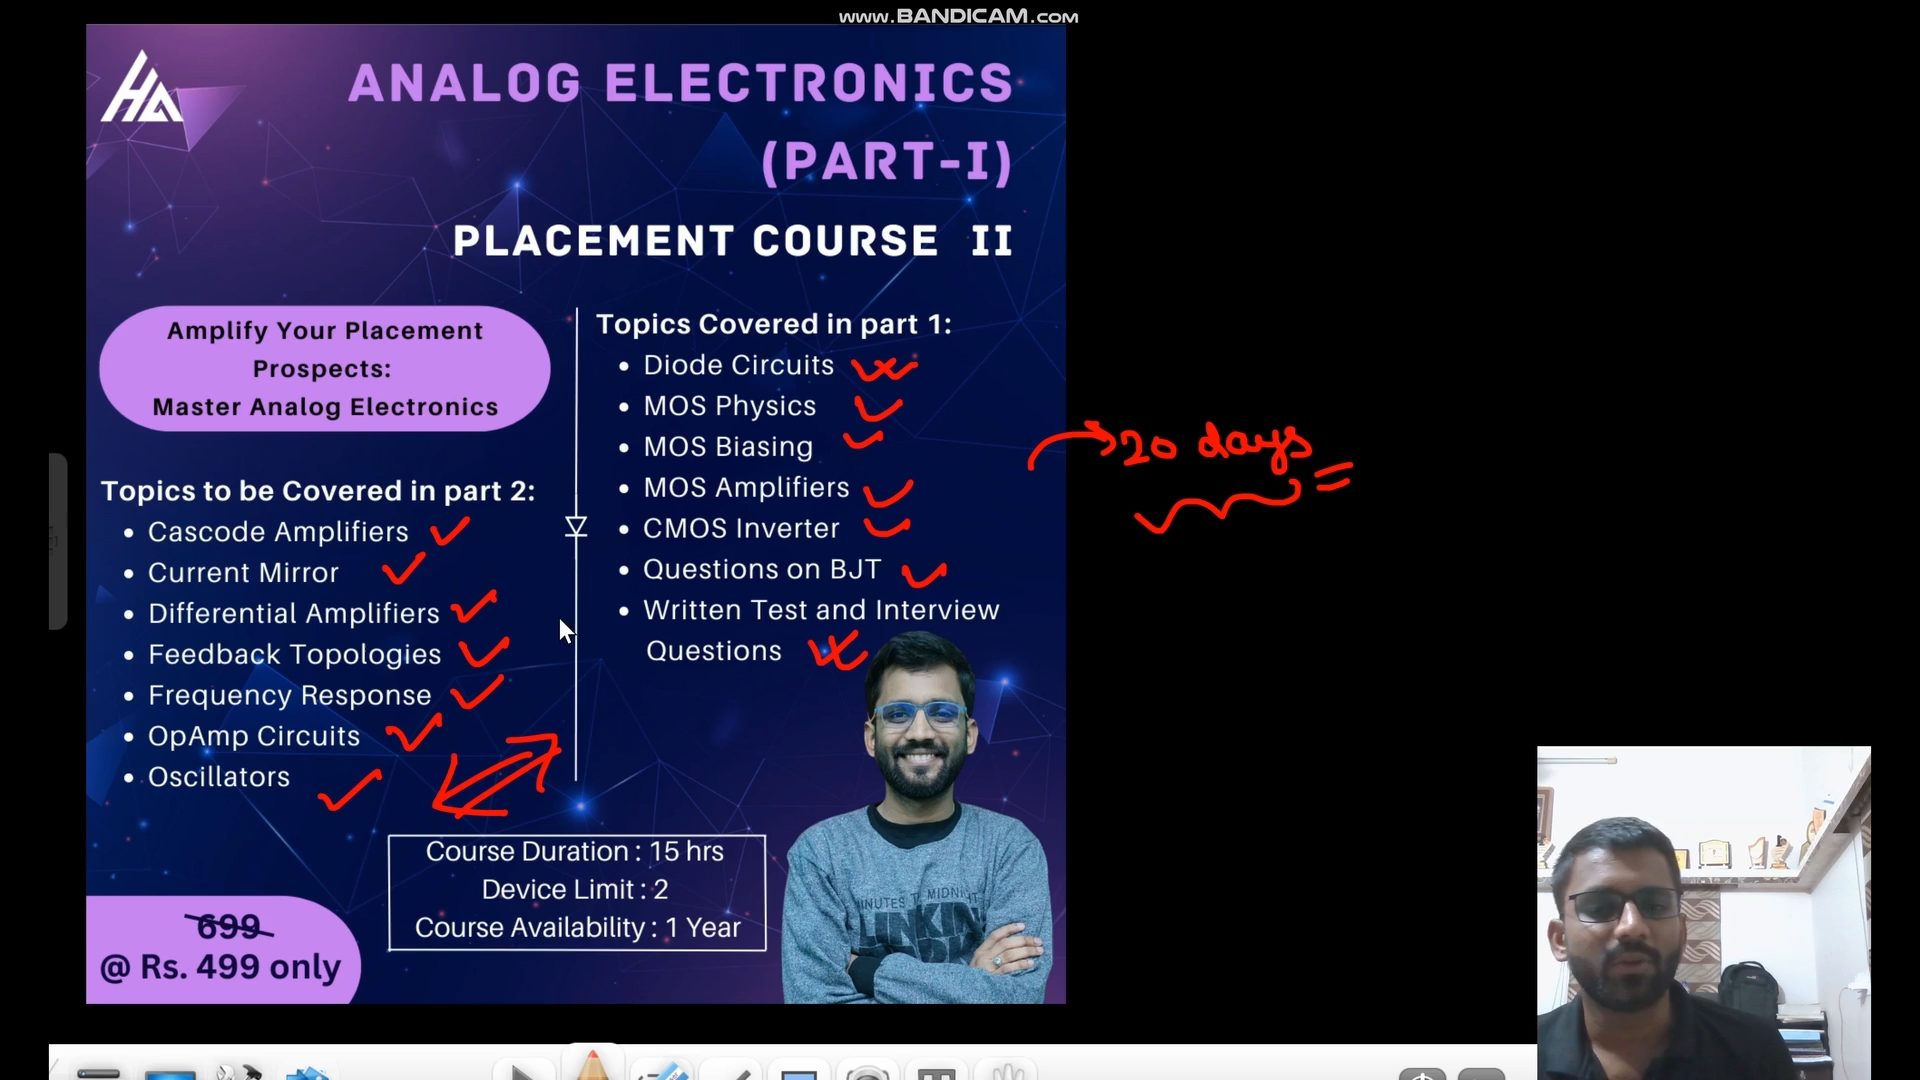 WWW.BANDICAM.COM
HA
ANALOG ELECTRONICS
(PART-I)
PLACEMENT COURSE II
Amplify Your Placement
Prospects:
Master Analog Electronics
Topics to be Covered in part 2:
• Cascode Amplifiers
• Current Mirror
• Differential Amplifiers
• Feedback Topologies
• Frequency Response
• OpAmp Circuits
• Oscillators
Topics Covered in part 1:
• Diode Circuits
• MOS Physics
• MOS Biasing
• MOS Amplifiers
• CMOS Inverter
• Questions on BJT
• Written Test and Interview
Questions
20 days
Course Duration : 15 hrs
Device Limit : 2
Course Availability : 1 Year
699
@ Rs. 499 only
MINUTES T MIDNIGHT
LINKIN